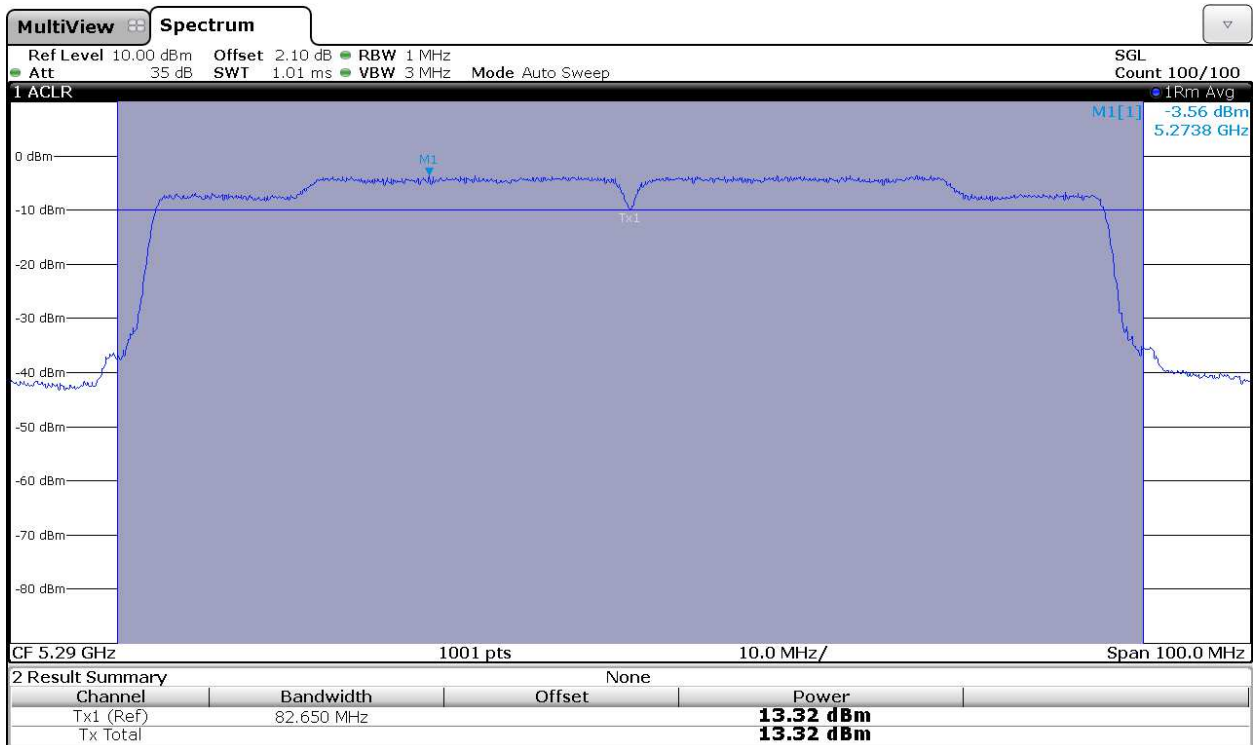 MultiView Spectrum
Ref Level 10.00 dBm Offset 2.10 dB RBW 1 MHz SGL
Att 35 dB SWT 1.01 ms VBW 3 MHz Mode Auto Sweep Count 100/100
1 ACLR 1Rm Avg
M1[1] -3.56 dBm
5.2738 GHz
0 dBm
M1
-10 dBm
Tx1
-20 dBm
-30 dBm
-40 dBm
-50 dBm
-60 dBm
-70 dBm
-80 dBm
CF 5.29 GHz 1001 pts 10.0 MHz/ Span 100.0 MHz
2 Result Summary None
Channel Bandwidth Offset Power
Tx1 (Ref) 82.650 MHz 13.32 dBm
Tx Total 13.32 dBm